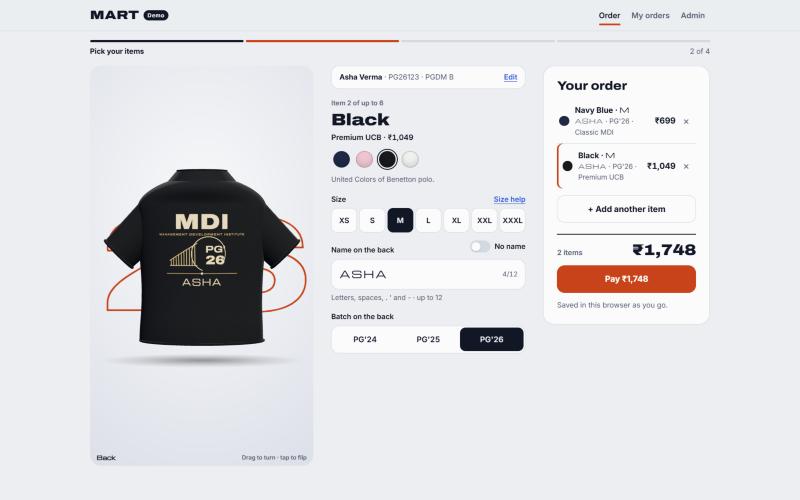 MART Demo
Order My orders Admin
Pick your items 2 of 4
MDI
MANAGEMENT DEVELOPMENT INSTITUTE
PG'
26
ASHA
Back Drag to turn · tap to flip
Asha Verma · PG26123 · PGDM B Edit
Item 2 of up to 6
Black
Premium UCB · ₹1,049
United Colors of Benetton polo.
Size Size help
XS S M L XL XXL XXXL
Name on the back No name
ASHA 4/12
Letters, spaces, . ' and - · up to 12
Batch on the back
PG'24 PG'25 PG'26
Your order
Navy Blue · M
ASHA · PG'26 · ₹699 ×
Classic MDI
Black · M
ASHA · PG'26 · ₹1,049 ×
Premium UCB
+ Add another item
2 items ₹1,748
Pay ₹1,748
Saved in this browser as you go.